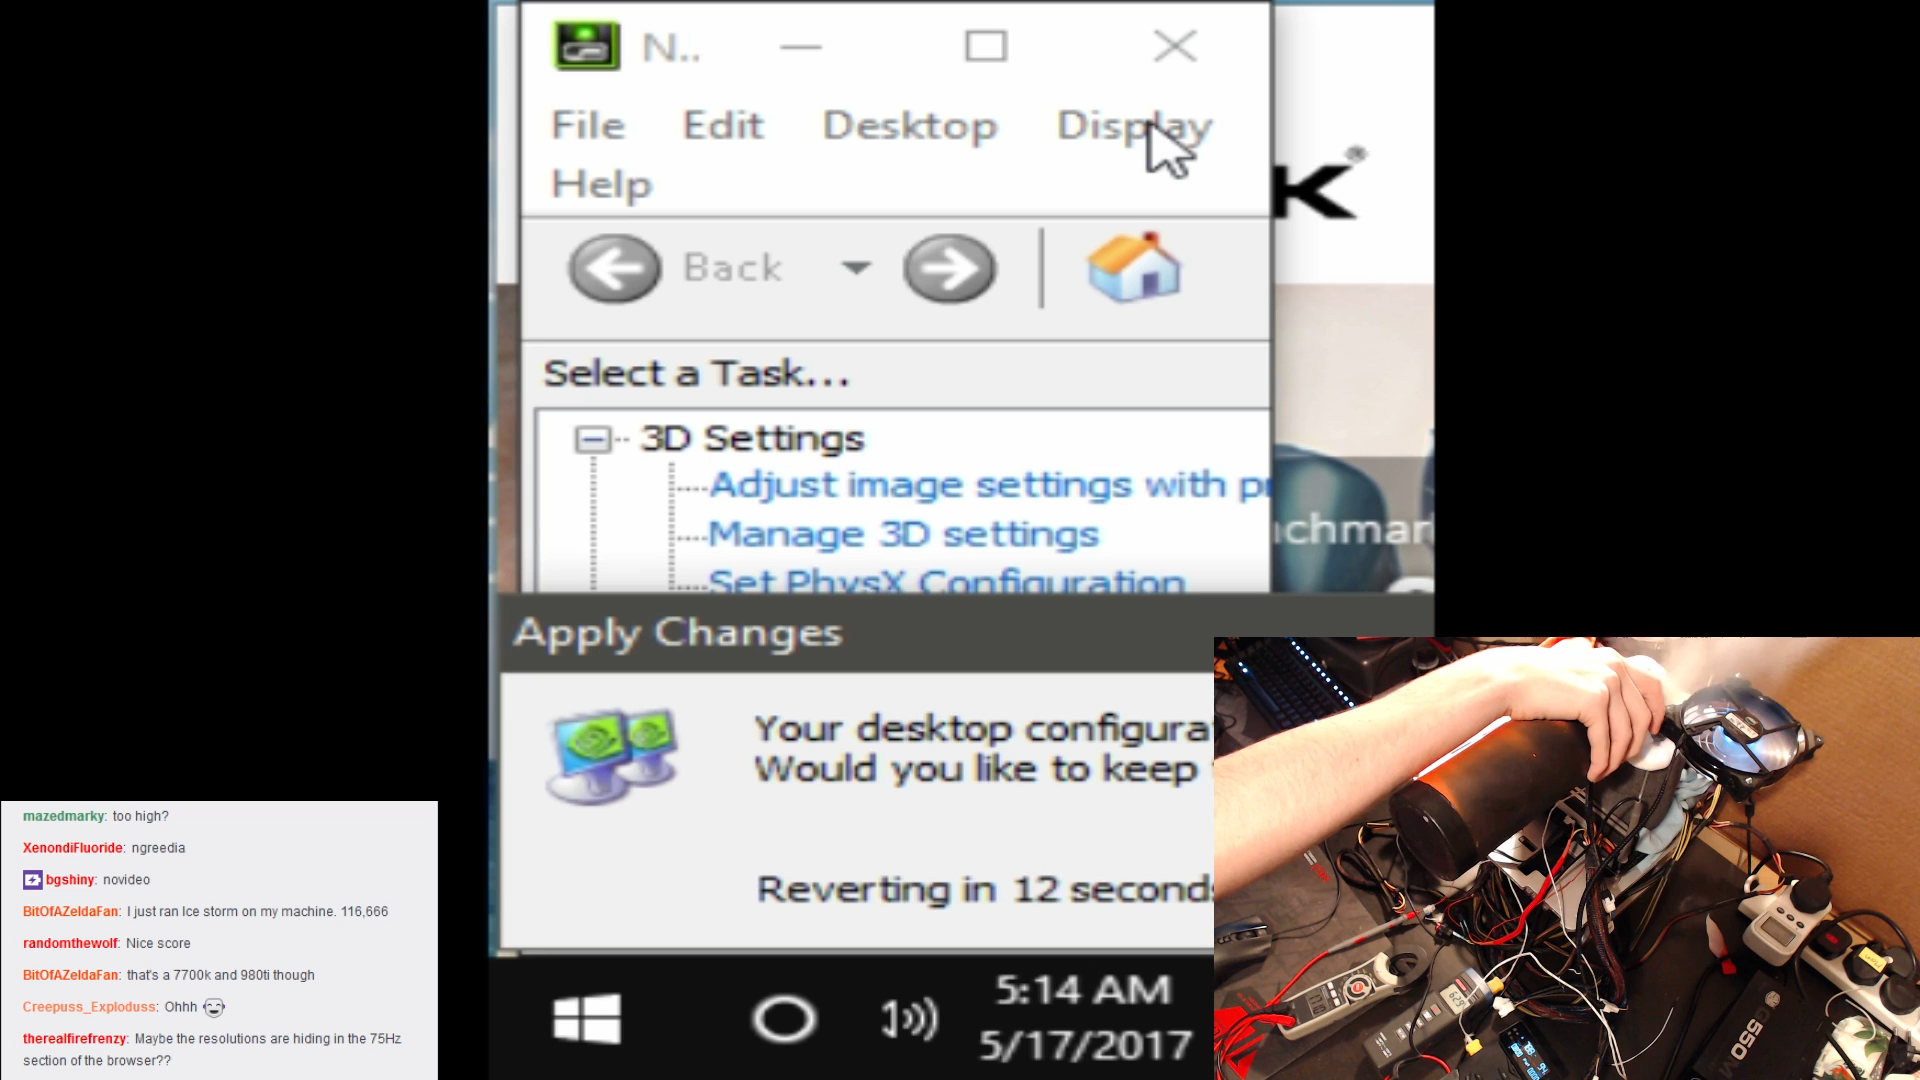 N..
File Edit Desktop Display
Help
K®
Back
Select a Task...
3D Settings
Adjust image settings with
Manage 3D settings
Set PhysX Configuration
Apply Changes
Your desktop
Would you like to keep
Reverting in 12
5:14 AM
5/17/2017
mazedmarky: too high?
XenondiFluoride: ngreedia
bgshiny: novideo
BitOfAZeldaFan: I just ran Ice storm on my machine. 116,666
randomthewolf: Nice score
BitOfAZeldaFan: that's a 7700k and 980ti though
Creepuss_Exploduss: Ohhh
therealfirefrenzy: Maybe the resolutions are hiding in the 75Hz
section of the browser??